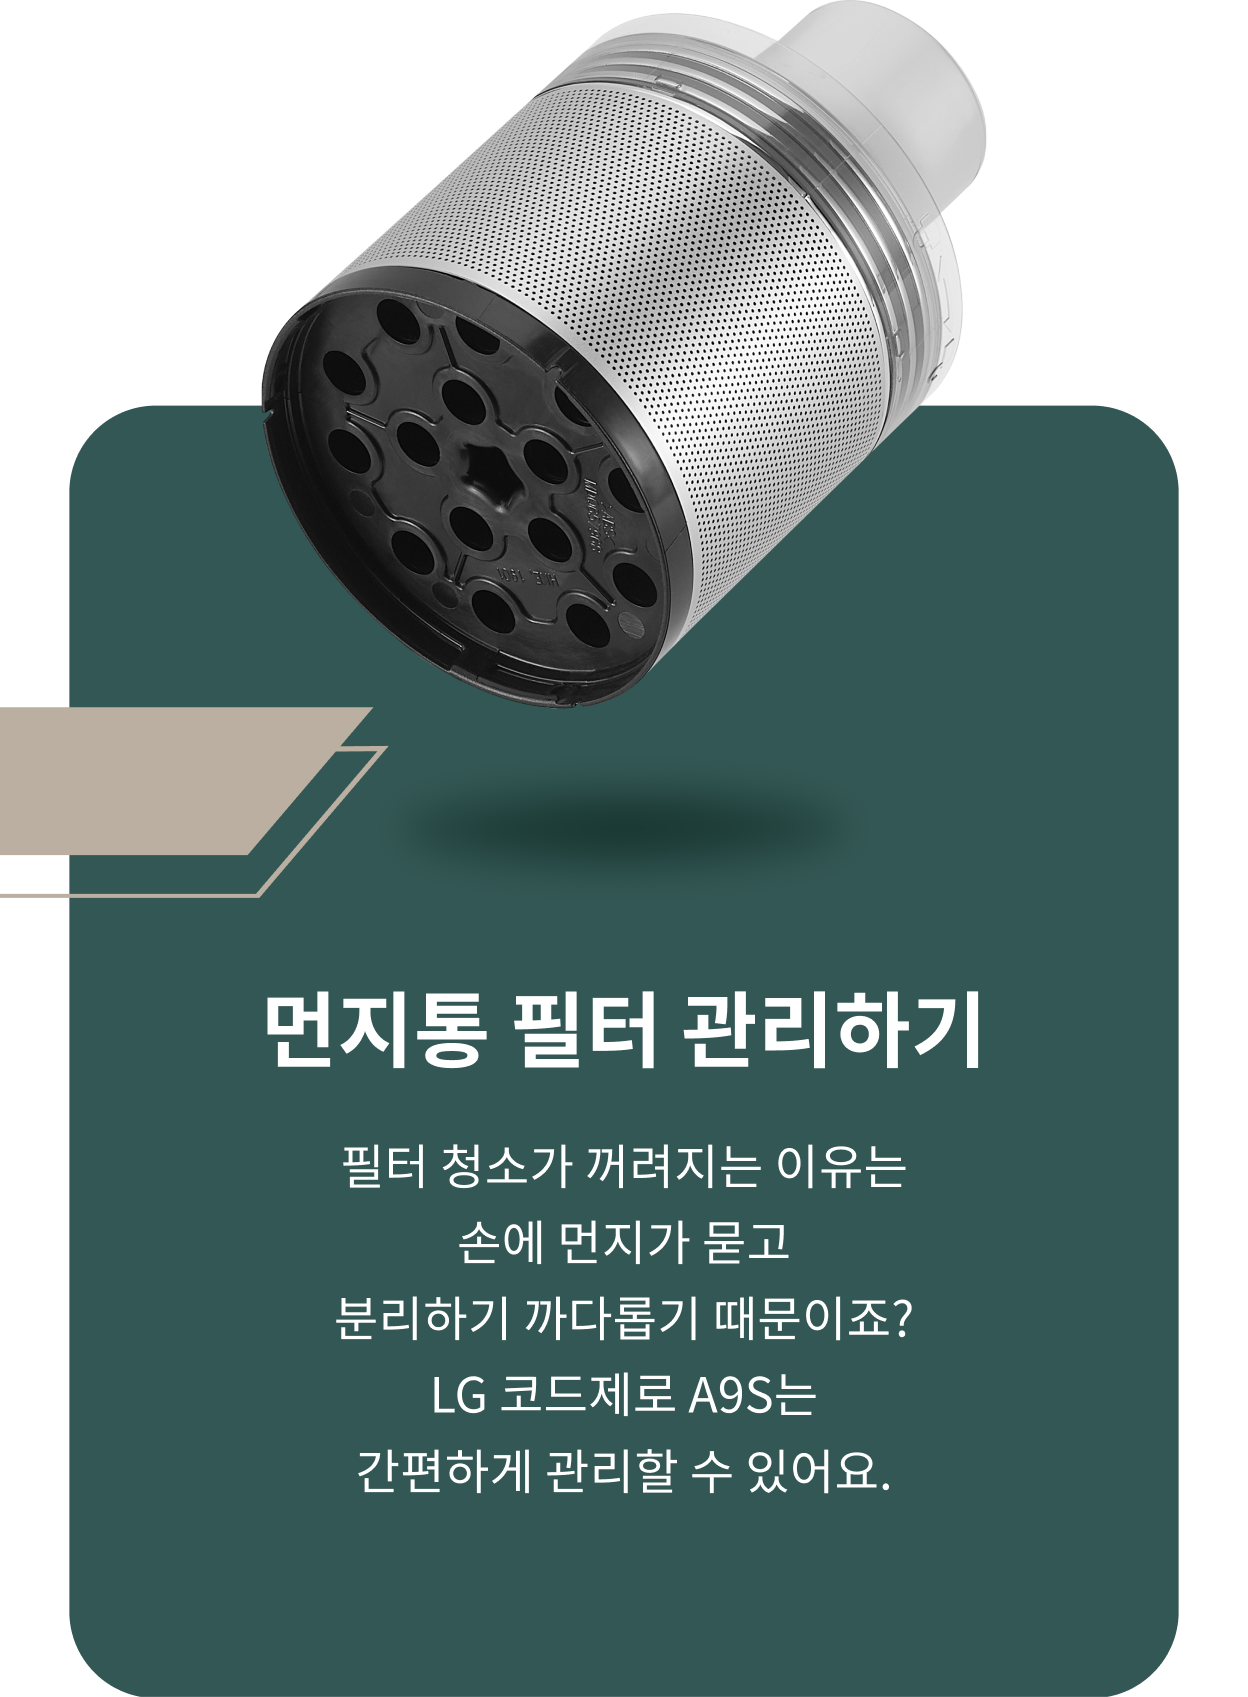 먼지통 필터 관리하기
필터 청소가 꺼려지는 이유는
손에 먼지가 묻고
분리하기 까다롭기 때문이죠?
LG 코드제로 A9S는
간편하게 관리할 수 있어요.